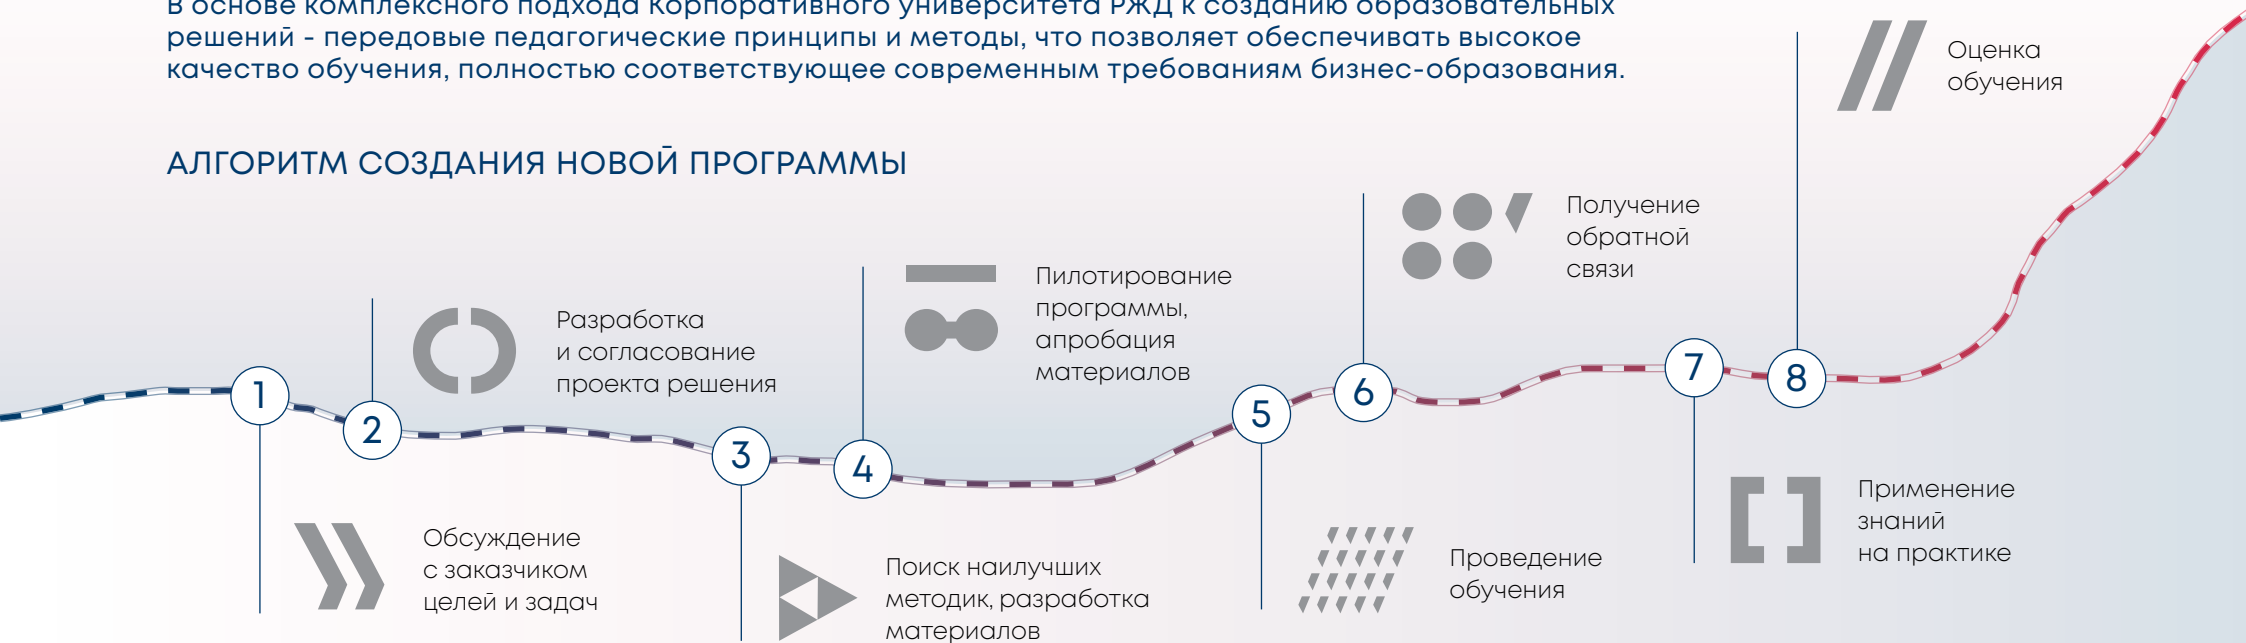 В основе комплексного подхода Корпоративного университета РЖД к созданию образовательных
решений - передовые педагогические принципы и методы, что позволяет обеспечивать высокое
качество обучения, полностью соответствующее современным требованиям бизнес-образования.
АЛГОРИТМ СОЗДАНИЯ НОВОЙ ПРОГРАММЫ
1
Обсуждение
с заказчиком
целей и задач
2
Разработка
и согласование
проекта решения
3
Поиск наилучших
методик, разработка
материалов
4
Пилотирование
программы,
апробация
материалов
5
Проведение
обучения
6
Получение
обратной
связи
7
Применение
знаний
на практике
8
Оценка
обучения